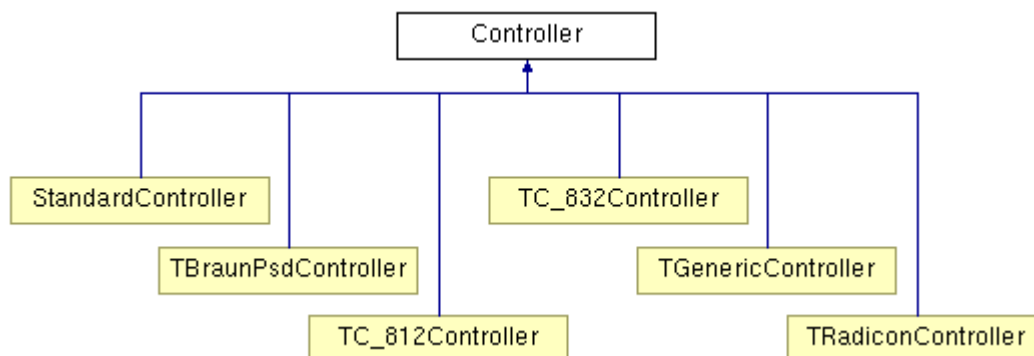 Controller
StandardController
TC_832Controller
TBraunPsdController
TGenericController
TC_812Controller
TRadiconController